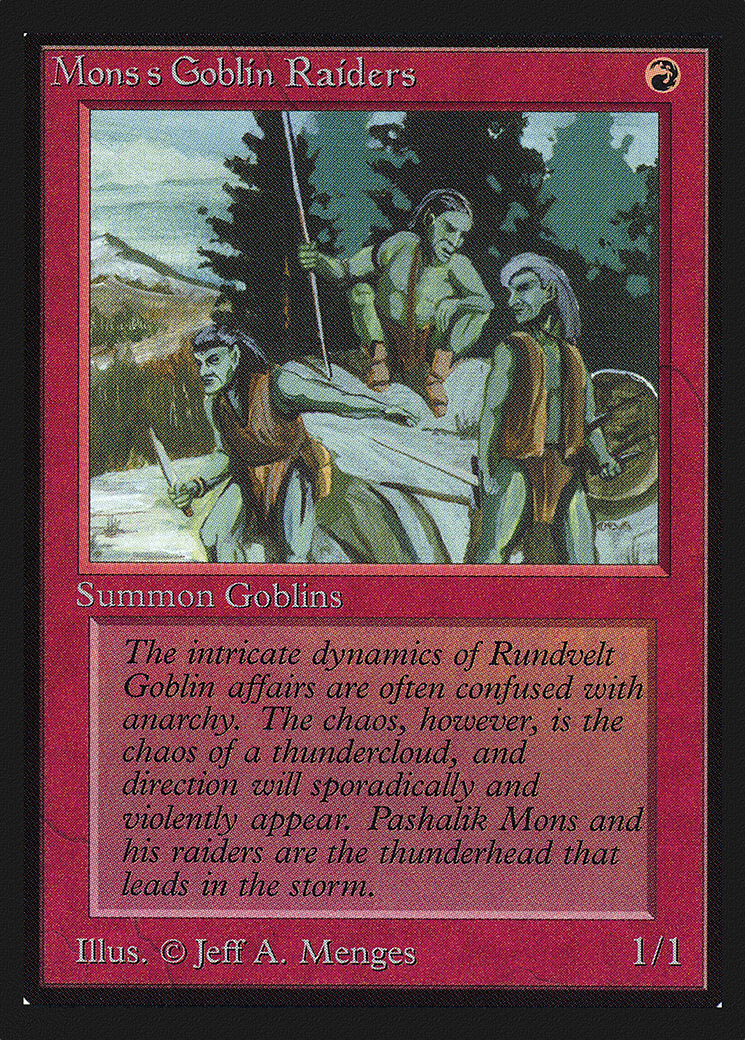 Mons s Goblin Raiders
Summon Goblins
The intricate dynamics of Rundvelt
Goblin affairs are often confused with
anarchy. The chaos, however, is the
chaos of a thundercloud, and
direction will sporadically and
violently appear. Pashalik Mons and
his raiders are the thunderhead that
leads in the storm.
Illus. © Jeff A. Menges
1/1